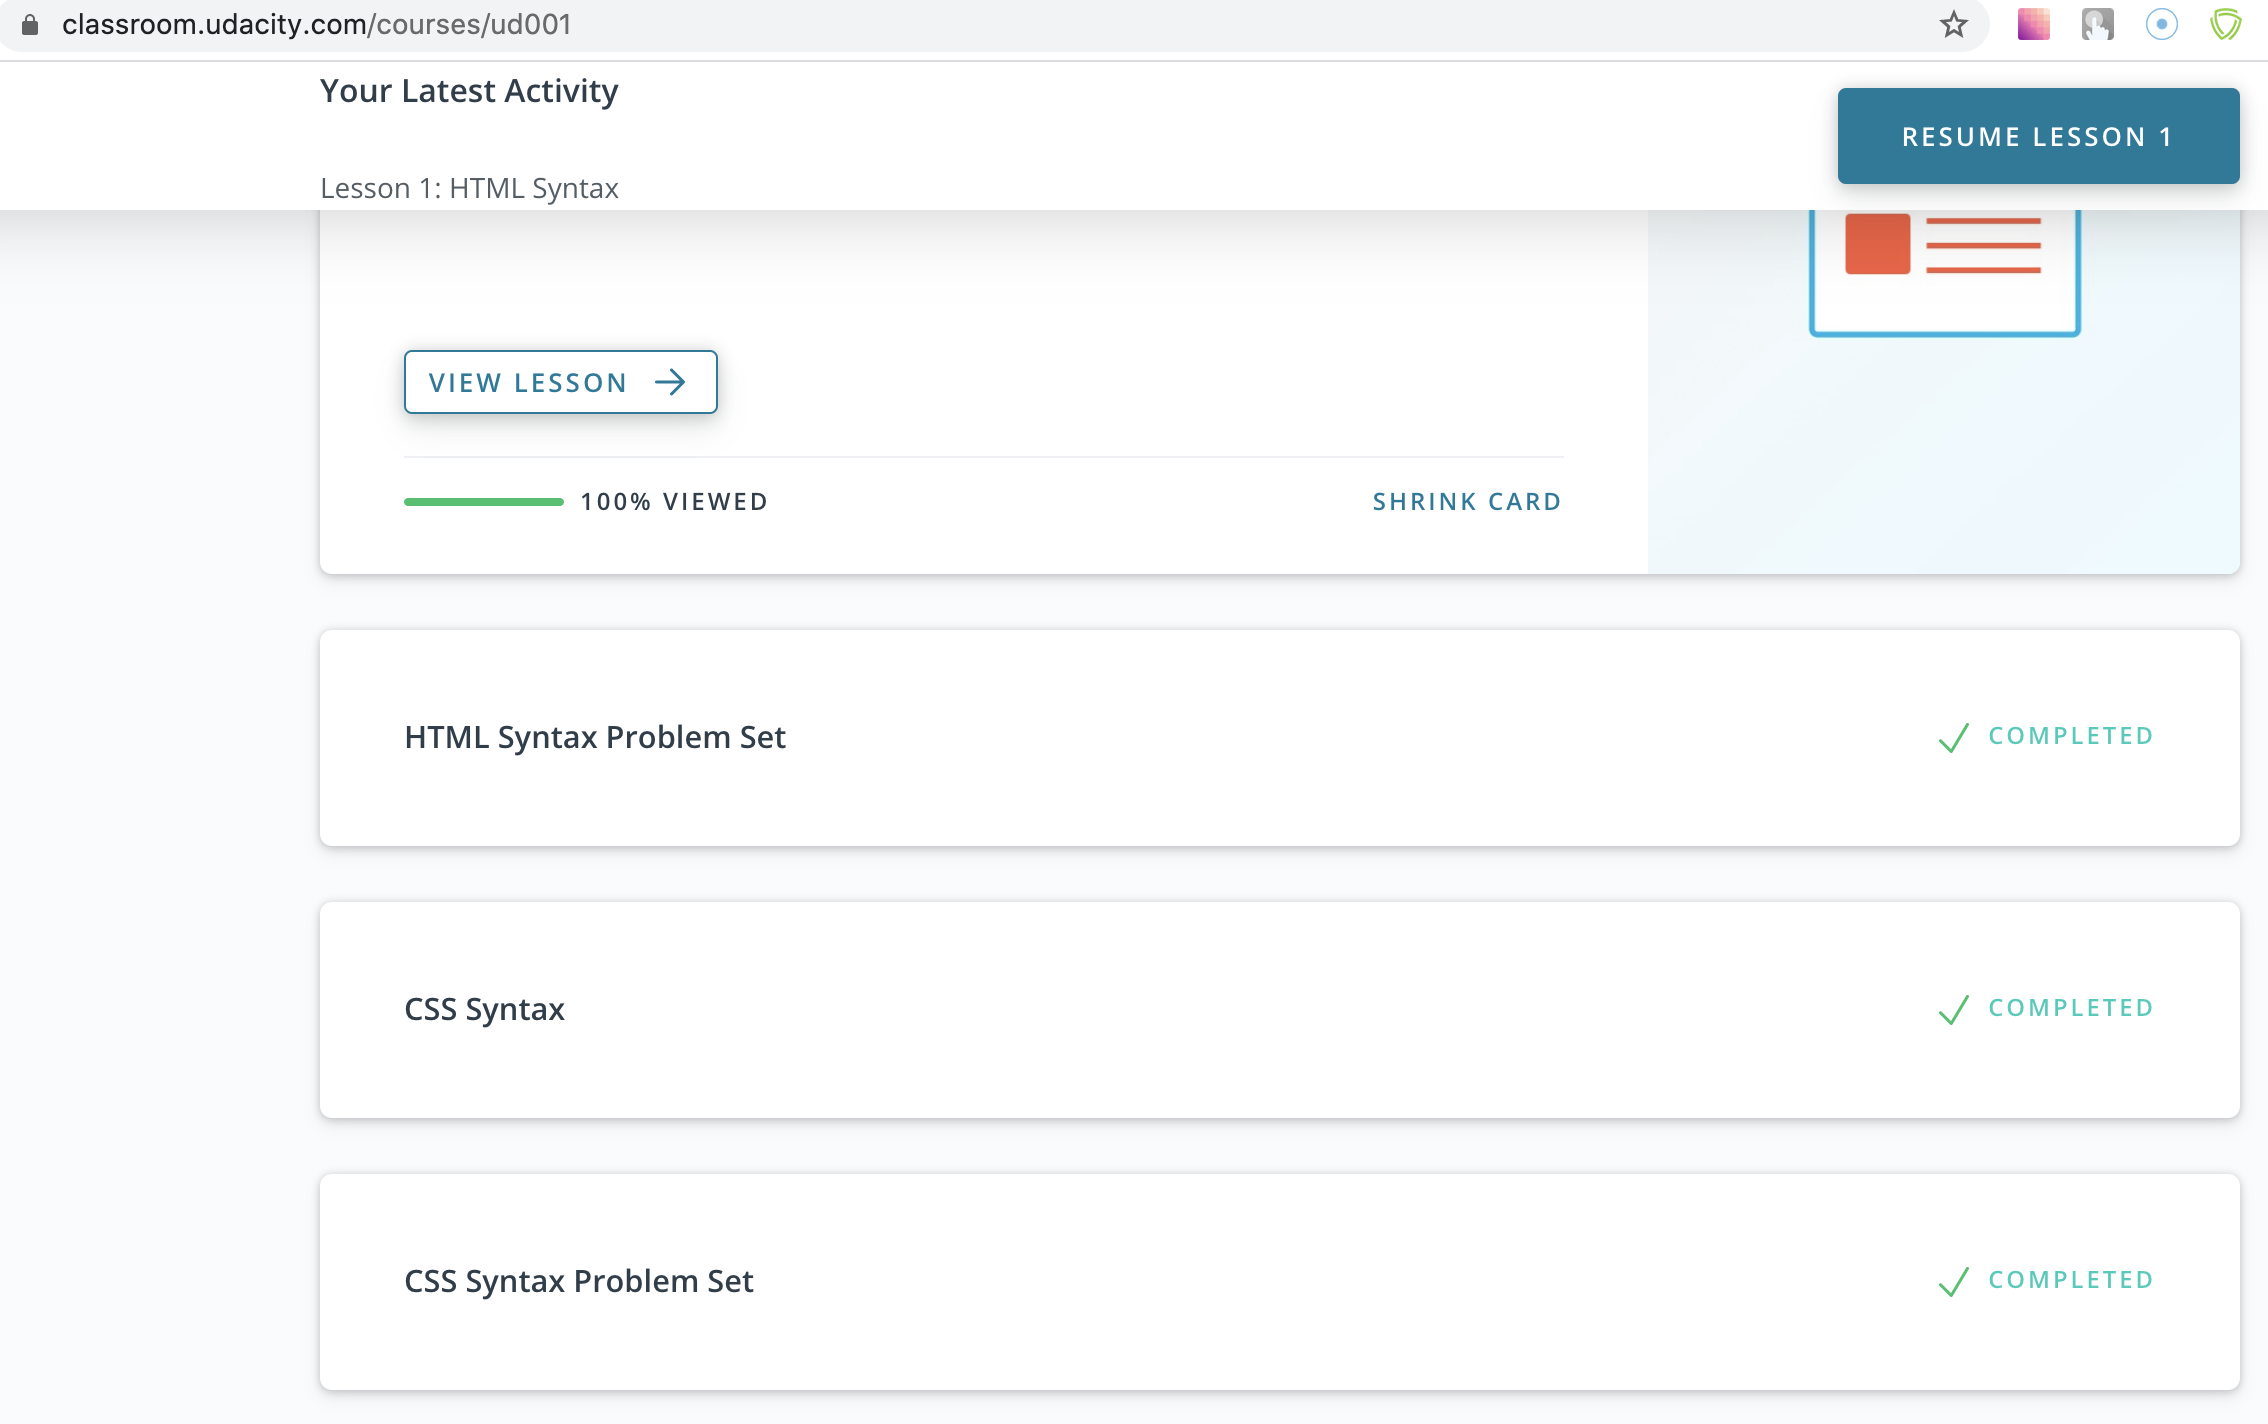 classroom.udacity.com/courses/ud001
Your Latest Activity
RESUME LESSON 1
Lesson 1: HTML Syntax
VIEW LESSON
100% VIEWED
SHRINK CARD
HTML Syntax Problem Set
COMPLETED
CSS Syntax
COMPLETED
CSS Syntax Problem Set
COMPLETED